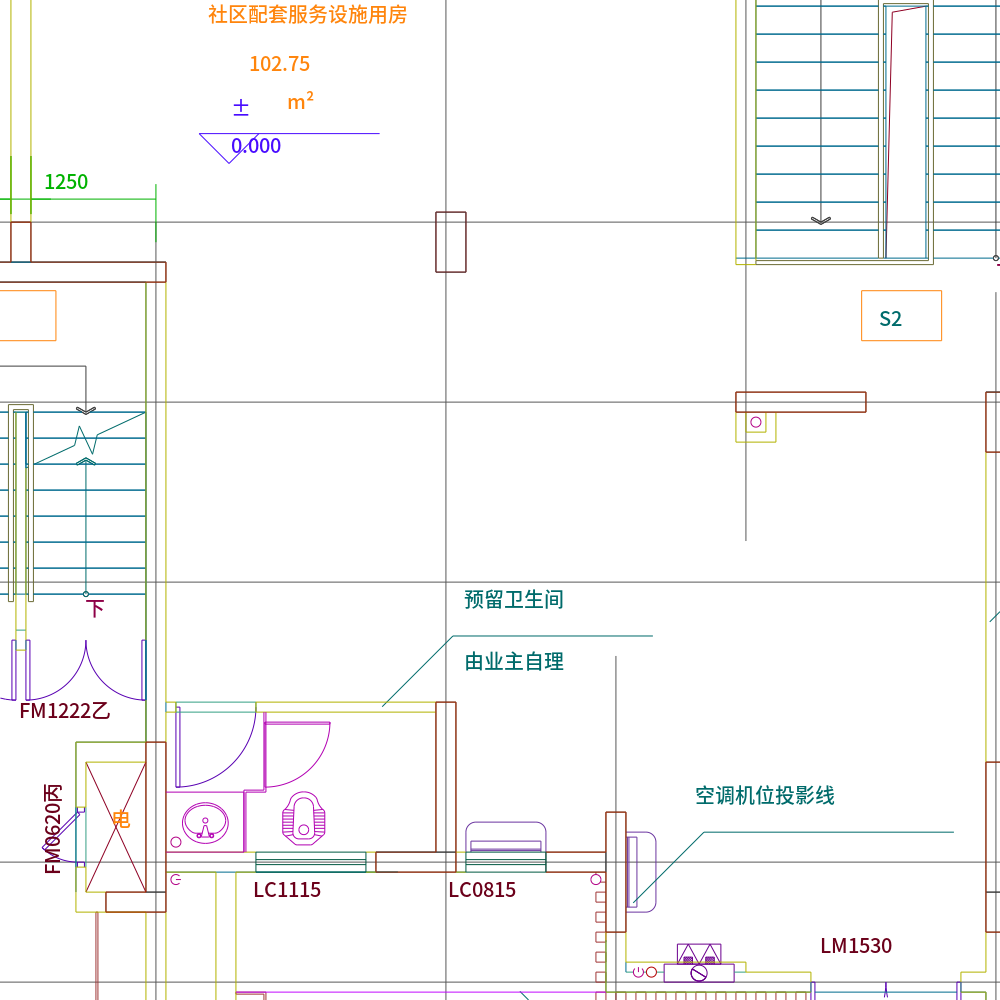 社区配套服务设施用房
102.75
m²
±
0.000
1250
S2
下
预留卫生间
由业主自理
FM1222乙
FM0620丙
电
空调机位投影线
LC1115
LC0815
LM1530